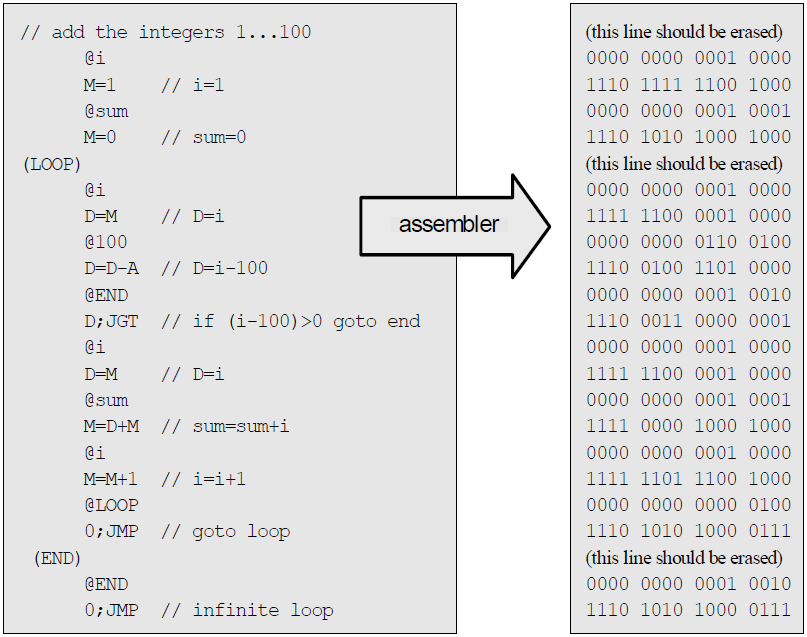 // add the integers 1...100
@i
M=1 // i=1
@sum
M=0 // sum=0
(LOOP)
@i
D=M // D=i
@100
D=D-A // D=i-100
@END
D;JGT // if (i-100)>0 goto end
@i
D=M // D=i
@sum
M=D+M // sum=sum+i
@i
M=M+1 // i=i+1
@LOOP
0;JMP // goto loop
(END)
@END
0;JMP // infinite loop
assembler
(this line should be erased)
0000 0000 0001 0000
1110 1111 1100 1000
0000 0000 0001 0001
1110 1010 1000 1000
(this line should be erased)
0000 0000 0001 0000
1111 1100 0001 0000
0000 0000 0110 0100
1110 0100 1101 0000
0000 0000 0001 0010
1110 0011 0000 0001
0000 0000 0001 0000
1111 1100 0001 0000
0000 0000 0001 0001
1111 0000 1000 1000
0000 0000 0001 0000
1111 1101 1100 1000
0000 0000 0000 0100
1110 1010 1000 0111
(this line should be erased)
0000 0000 0001 0010
1110 1010 1000 0111